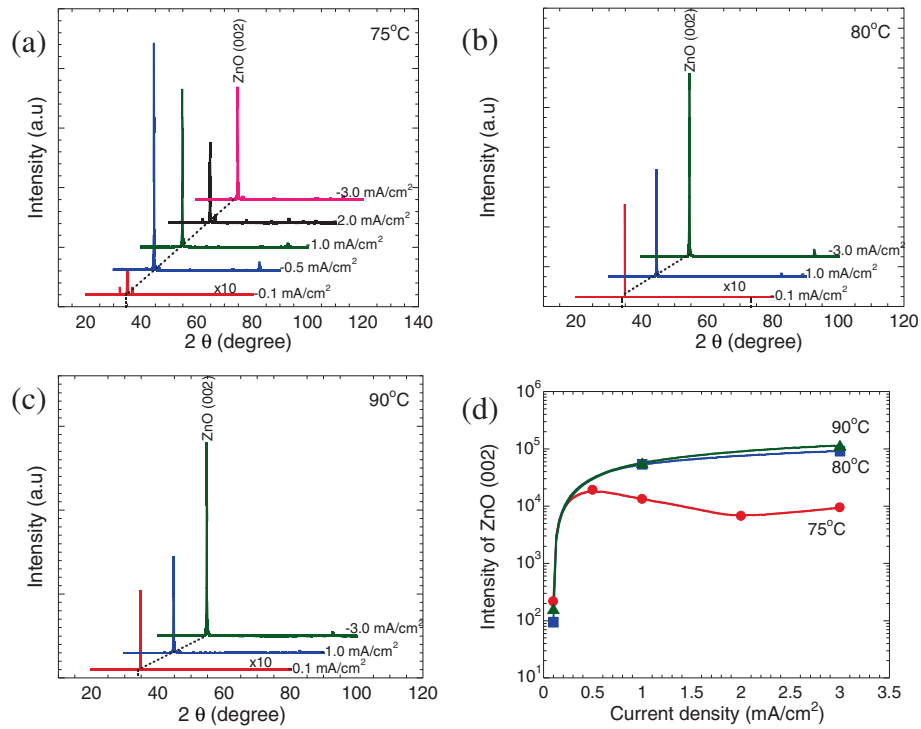 (a)
75°C
ZnO (002)
Intensity (a.u)
-3.0 mA/cm²
2.0 mA/cm²
1.0 mA/cm²
-0.5 mA/cm²
x10
-0.1 mA/cm²
20 40 60 80 100 120 140
2 θ (degree)
(b)
80°C
ZnO (002)
Intensity (a.u)
-3.0 mA/cm²
1.0 mA/cm²
x10
-0.1 mA/cm²
20 40 60 80 100 120
2 θ (degree)
(c)
90°C
ZnO (002)
Intensity (a.u)
-3.0 mA/cm²
1.0 mA/cm²
x10
-0.1 mA/cm²
20 40 60 80 100 120
2 θ (degree)
(d)
Intensity of ZnO (002)
10⁶
10⁵
10⁴
10³
10²
10¹
90°C
80°C
75°C
0 0.5 1 1.5 2 2.5 3 3.5
Current density (mA/cm²)